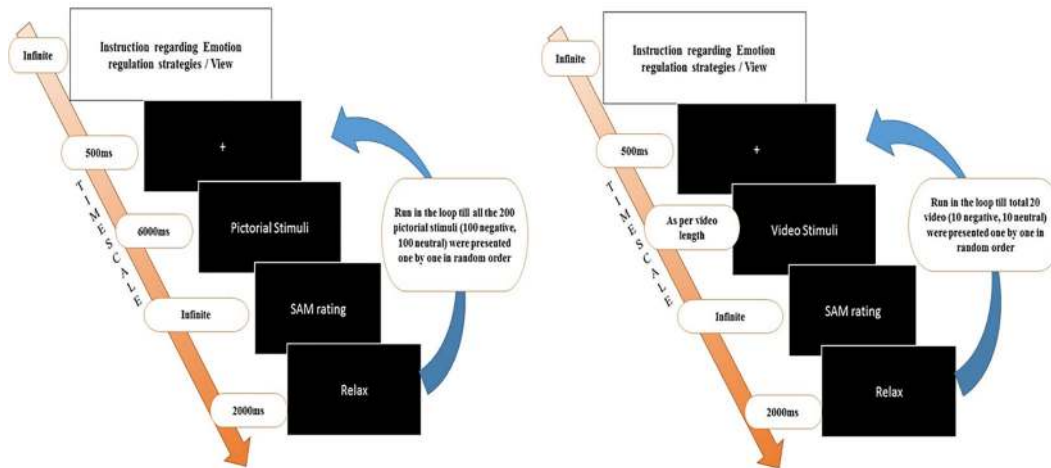 Instruction regarding Emotion
regulation strategies / View
Infinite
+
500ms
TIMESCALE
Pictorial Stimuli
6000ms
Run in the loop till all the 200
pictorial stimuli (100 negative,
100 neutral) were presented
one by one in random order
SAM rating
Infinite
Relax
2000ms
Instruction regarding Emotion
regulation strategies / View
Infinite
+
500ms
TIMESCALE
Video Stimuli
As per video
length
Run in the loop till total 20
video (10 negative, 10 neutral)
were presented one by one in
random order
SAM rating
Infinite
Relax
2000ms